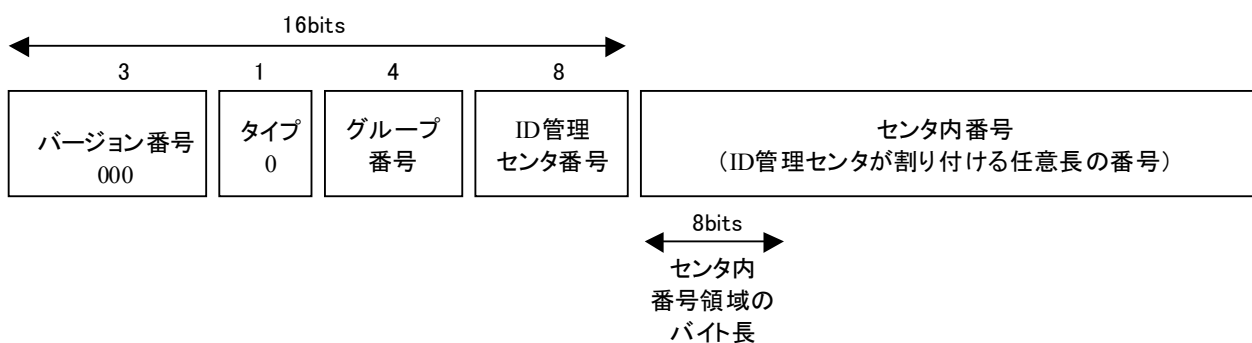 16bits
3
1
4
8
バージョン番号
000
タイプ
0
グループ
番号
ID管理
センタ番号
センタ内番号
(ID管理センタが割り付ける任意長の番号)
8bits
センタ内
番号領域の
バイト長